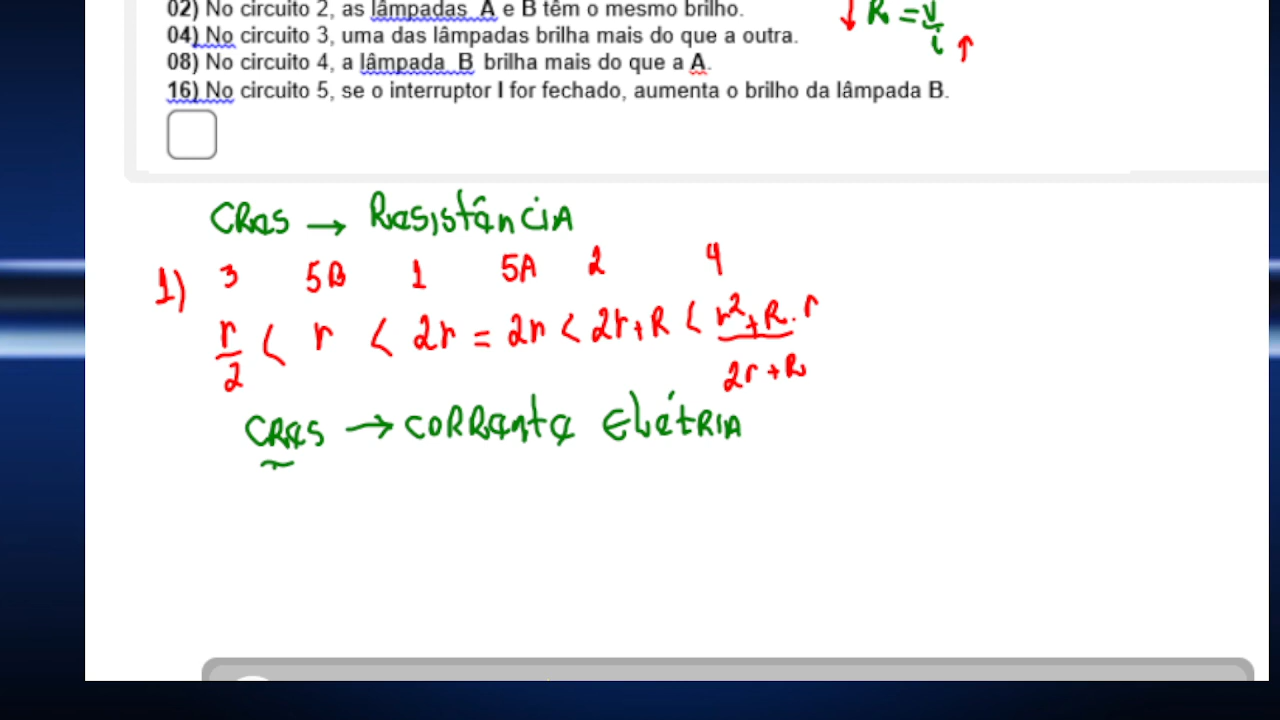 02) No circuito 2, as lâmpadas A e B têm o mesmo brilho.
04) No circuito 3, uma das lâmpadas brilha mais do que a outra.
08) No circuito 4, a lâmpada B brilha mais do que a A.
16) No circuito 5, se o interruptor I for fechado, aumenta o brilho da lâmpada B.
↓ R = V/i ↑
CRES → RESISTÊNCIA
1) 3 5B 1 5A 2 4
r/2 < r < 2r = 2r < 2r+R < r²+R.r
2r+R
CRES → CORRENTE ELÉTRIA